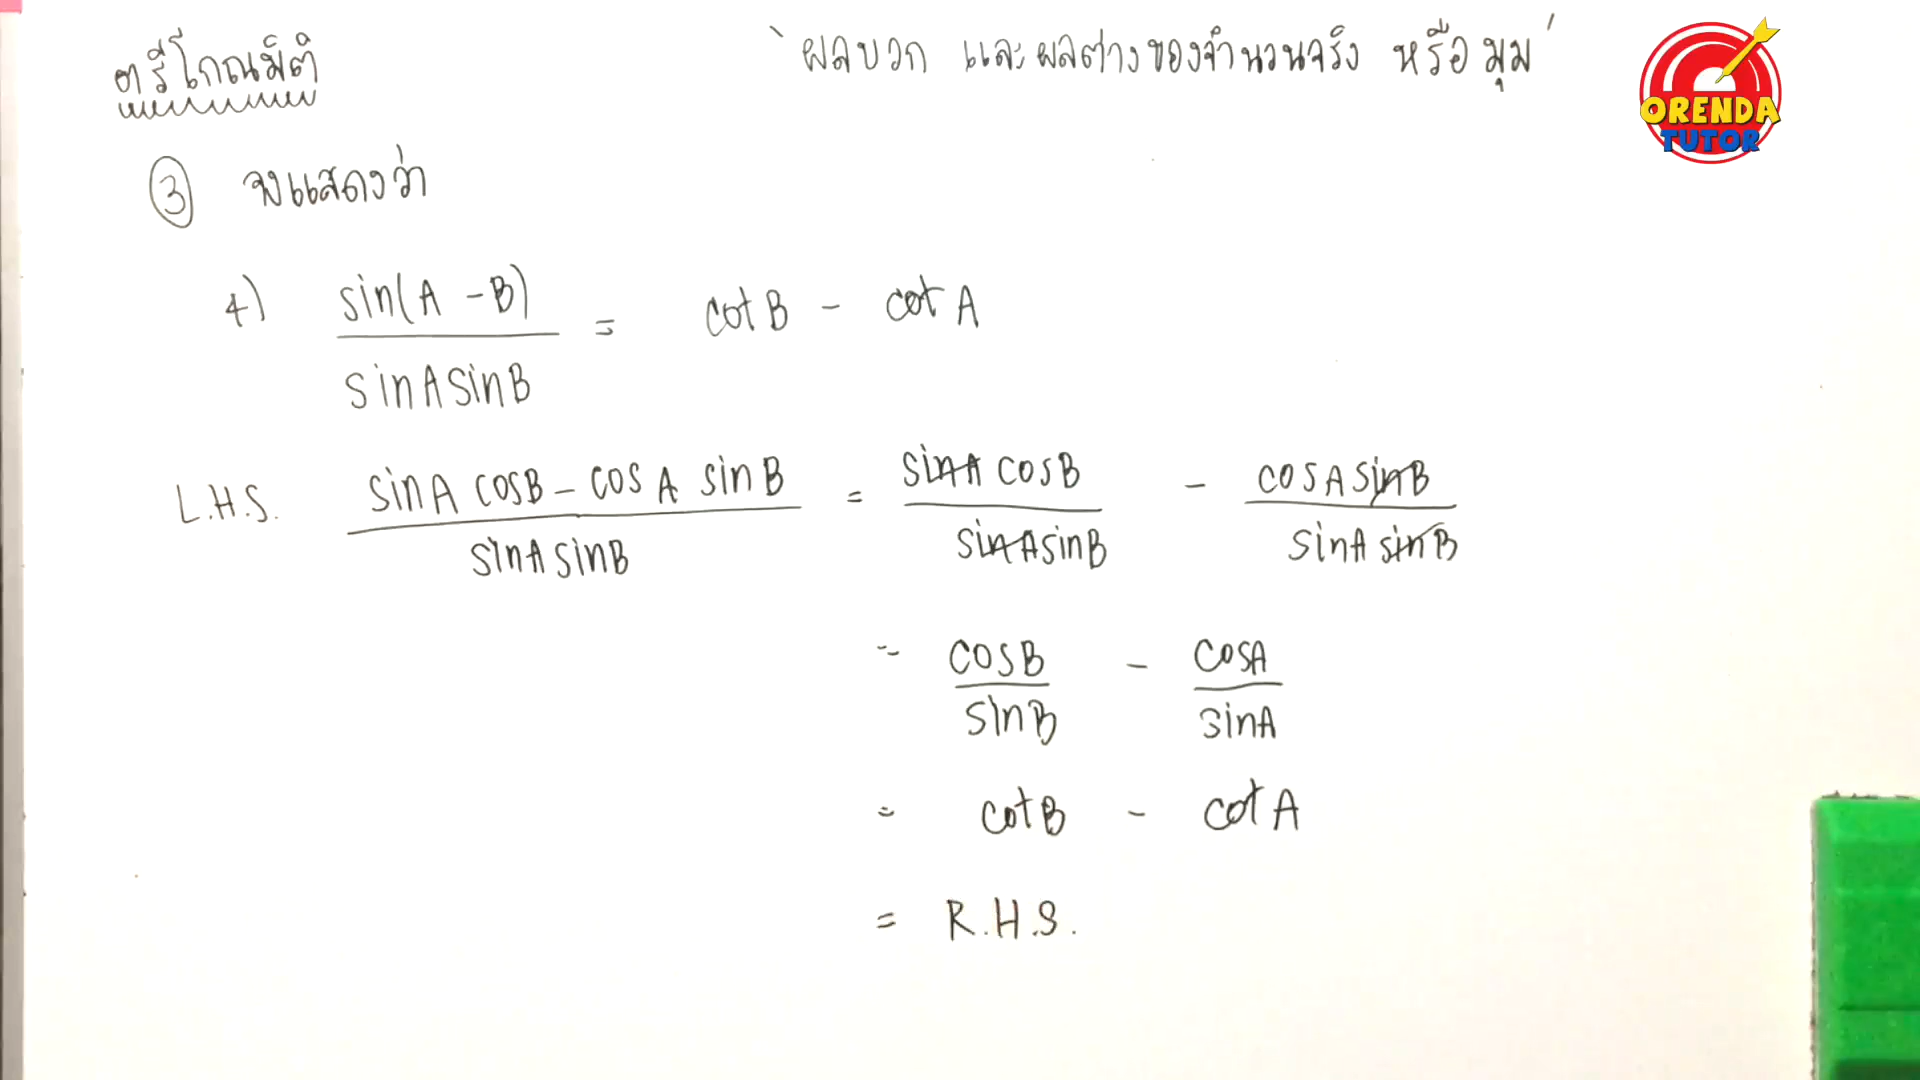 ตรีโกณมิติ
` ผลบวก และผลต่างของจำนวนจริง หรือ มุม ′
ORENDA
TUTOR
③ จงแสดงว่า
4) sin(A - B) / sinA sinB = cot B - cot A
L.H.S. sin A cosB - cos A sin B / sinA sinB = sinA cosB / sinA sinB - cosA sinB / sinA sinB
= cosB / sinB - cosA / sinA
= cotB - cot A
= R.H.S.